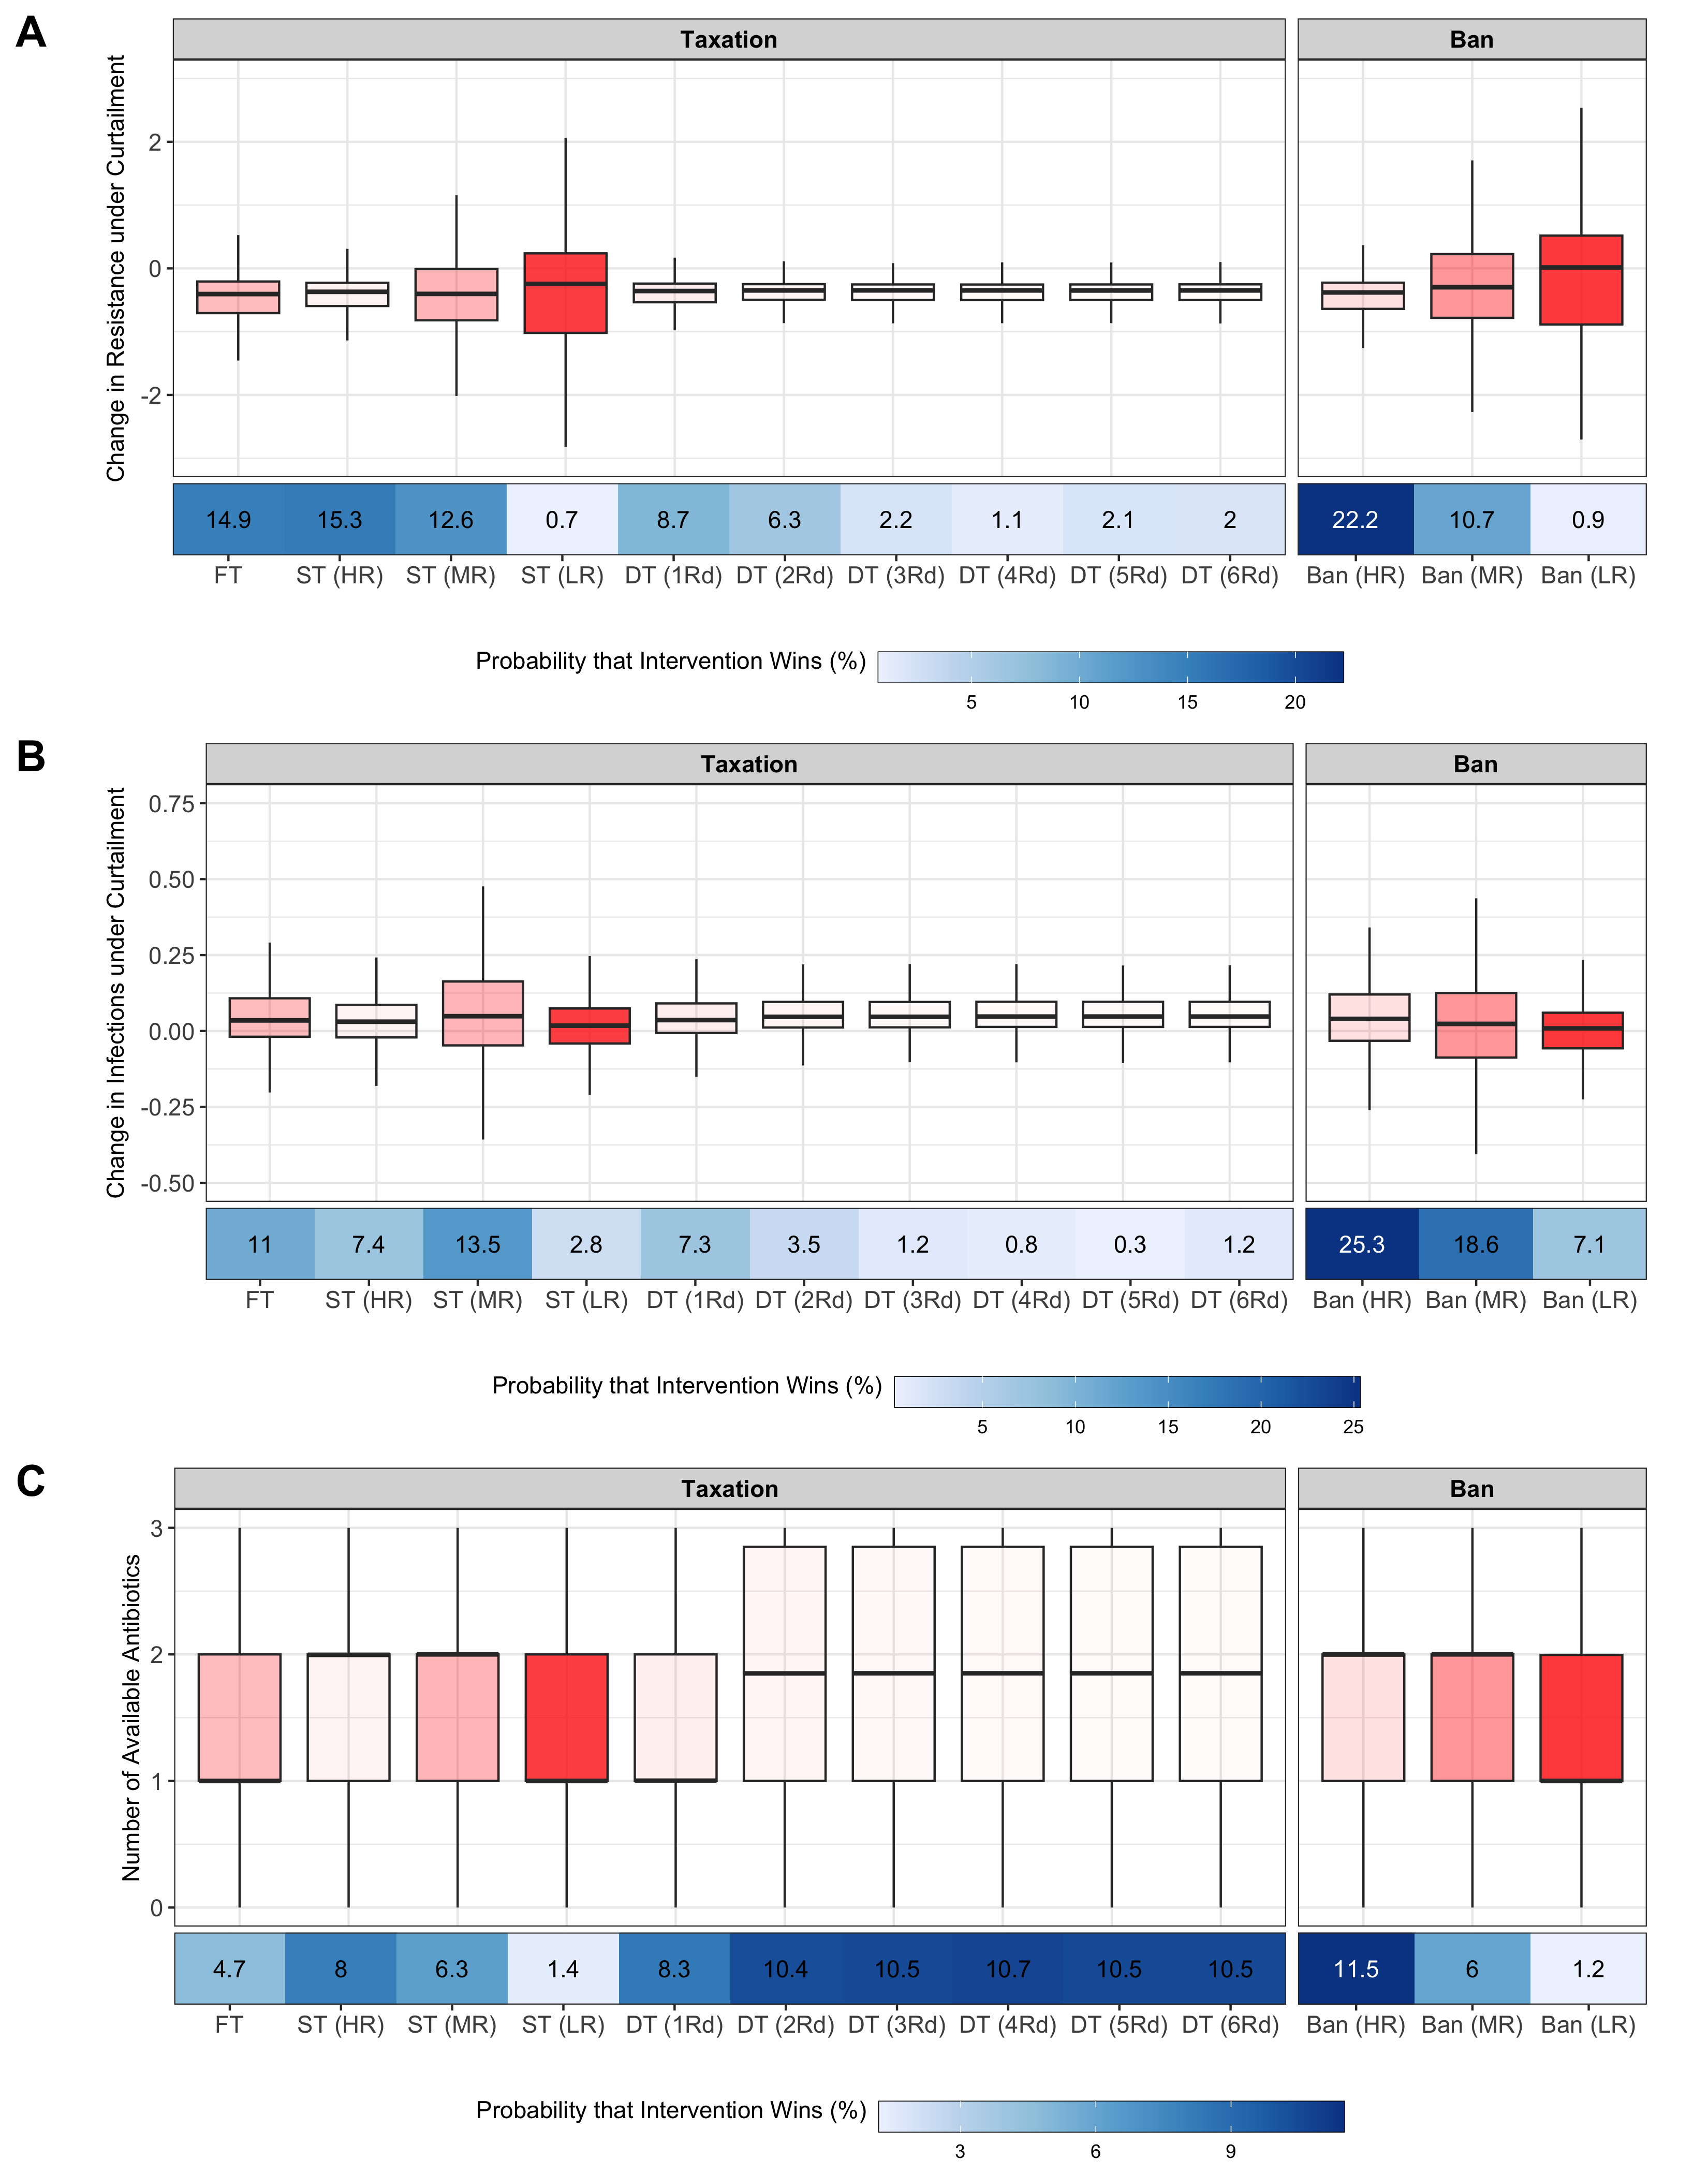 A
Taxation
Ban
Change in Resistance under Curtailment
2
0
-2
14.9 15.3 12.6 0.7 8.7 6.3 2.2 1.1 2.1 2 22.2 10.7 0.9
FT ST (HR) ST (MR) ST (LR) DT (1Rd) DT (2Rd) DT (3Rd) DT (4Rd) DT (5Rd) DT (6Rd) Ban (HR) Ban (MR) Ban (LR)
Probability that Intervention Wins (%)
5 10 15 20
B
Taxation
Ban
Change in Infections under Curtailment
0.75
0.50
0.25
0.00
-0.25
-0.50
11 7.4 13.5 2.8 7.3 3.5 1.2 0.8 0.3 1.2 25.3 18.6 7.1
FT ST (HR) ST (MR) ST (LR) DT (1Rd) DT (2Rd) DT (3Rd) DT (4Rd) DT (5Rd) DT (6Rd) Ban (HR) Ban (MR) Ban (LR)
Probability that Intervention Wins (%)
5 10 15 20 25
C
Taxation
Ban
Number of Available Antibiotics
3
2
1
0
4.7 8 6.3 1.4 8.3 10.4 10.5 10.7 10.5 10.5 11.5 6 1.2
FT ST (HR) ST (MR) ST (LR) DT (1Rd) DT (2Rd) DT (3Rd) DT (4Rd) DT (5Rd) DT (6Rd) Ban (HR) Ban (MR) Ban (LR)
Probability that Intervention Wins (%)
3 6 9